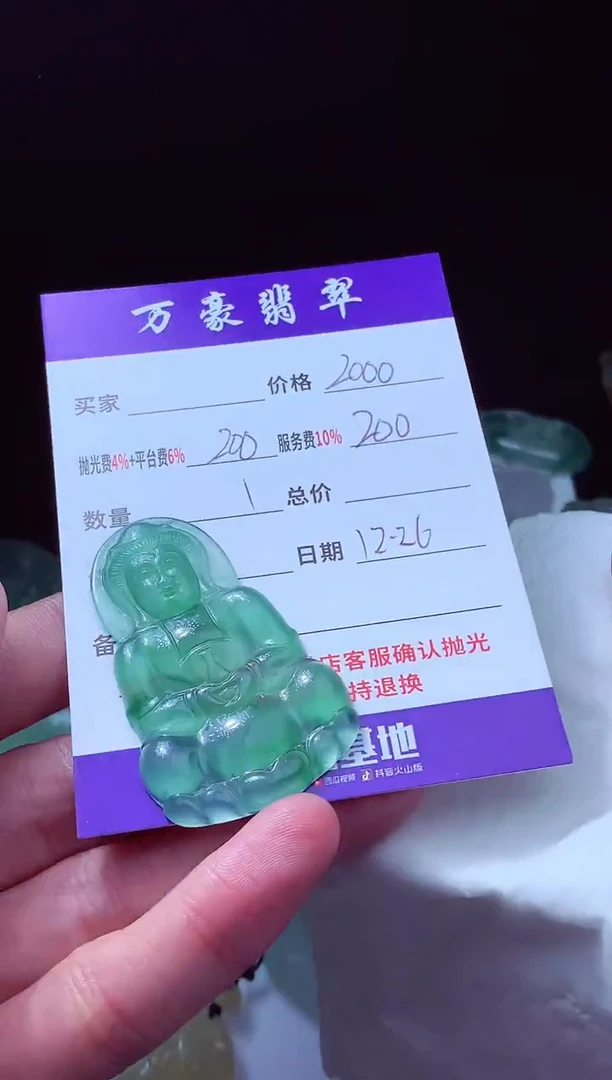 万豪翡翠
买家 价格 2000
抛光费4%+平台费6% 200 服务费10% 200
数量 1 总价
日期 12-26
备
店客服确认抛光
持退换
基地
西瓜视频 抖音火山版